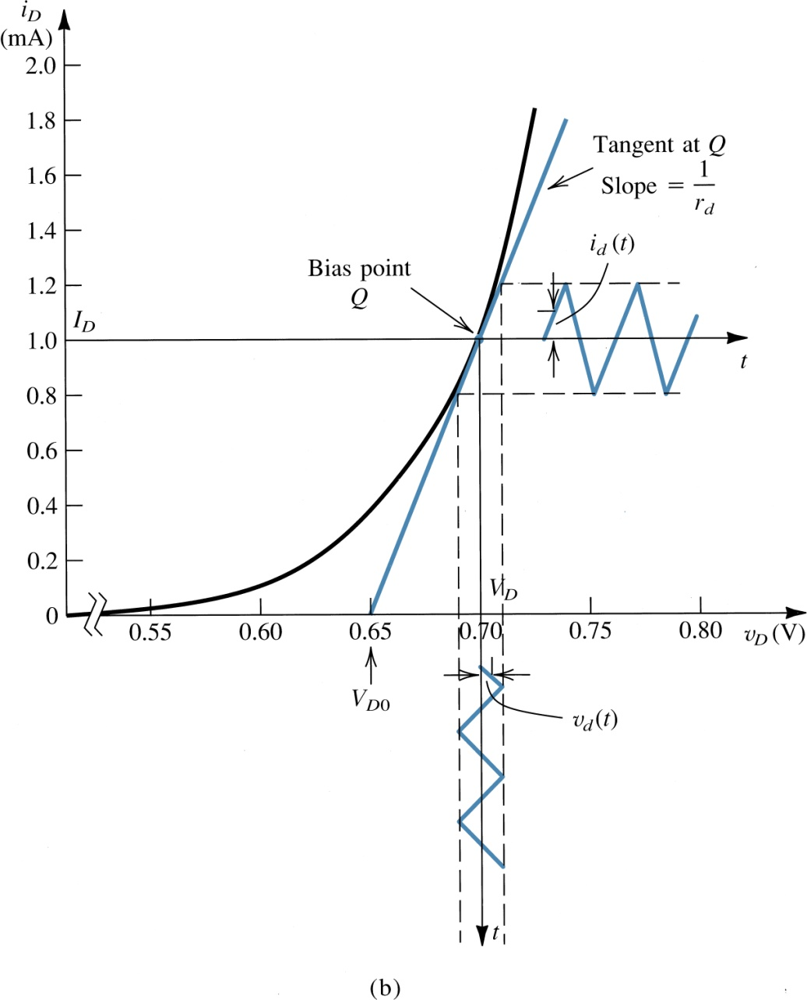 i_D
(mA)
2.0
1.8
Tangent at Q
1.6
Slope = 1/r_d
1.4
i_d(t)
Bias point
Q
1.2
I_D
1.0
t
0.8
0.6
0.4
0.2
V_D
0
0.55 0.60 0.65 0.70 0.75 0.80 v_D (V)
V_D0
v_d(t)
t
(b)